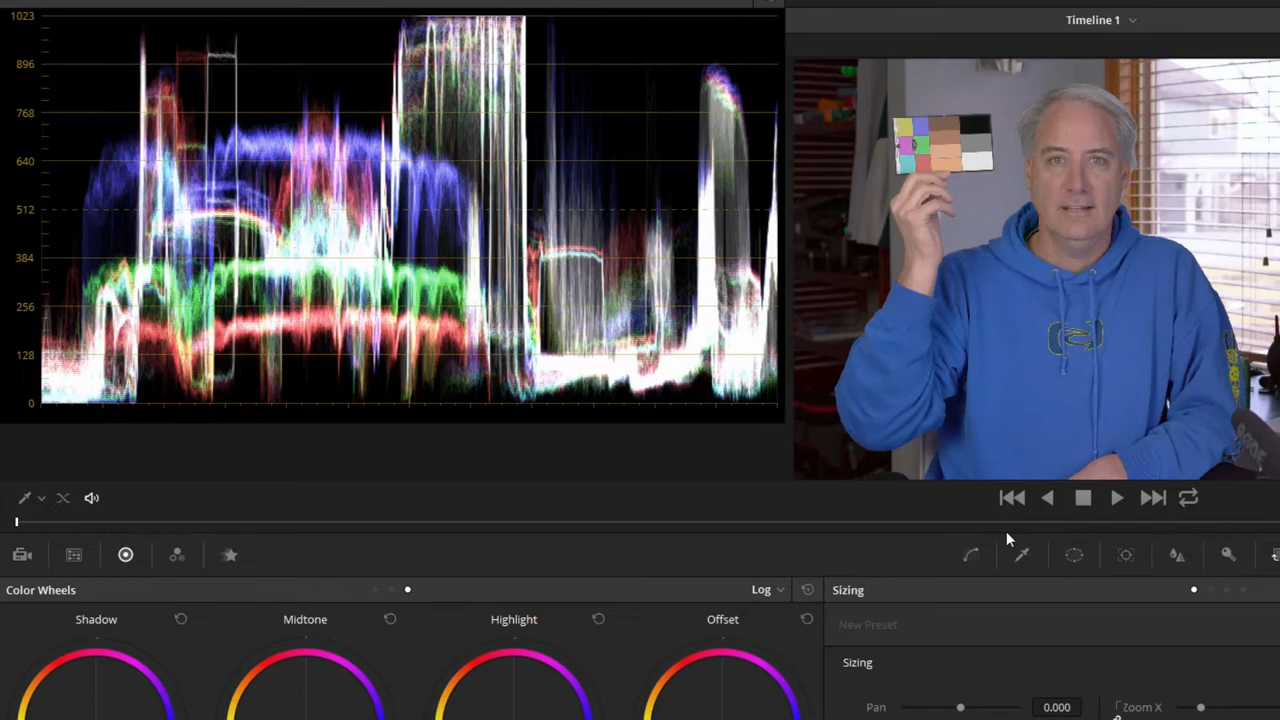 1023
896
768
640
512
384
256
128
0
Timeline 1
Color Wheels
Log
Sizing
Shadow
Midtone
Highlight
Offset
New Preset
Sizing
Pan
0.000
Zoom X
RODE